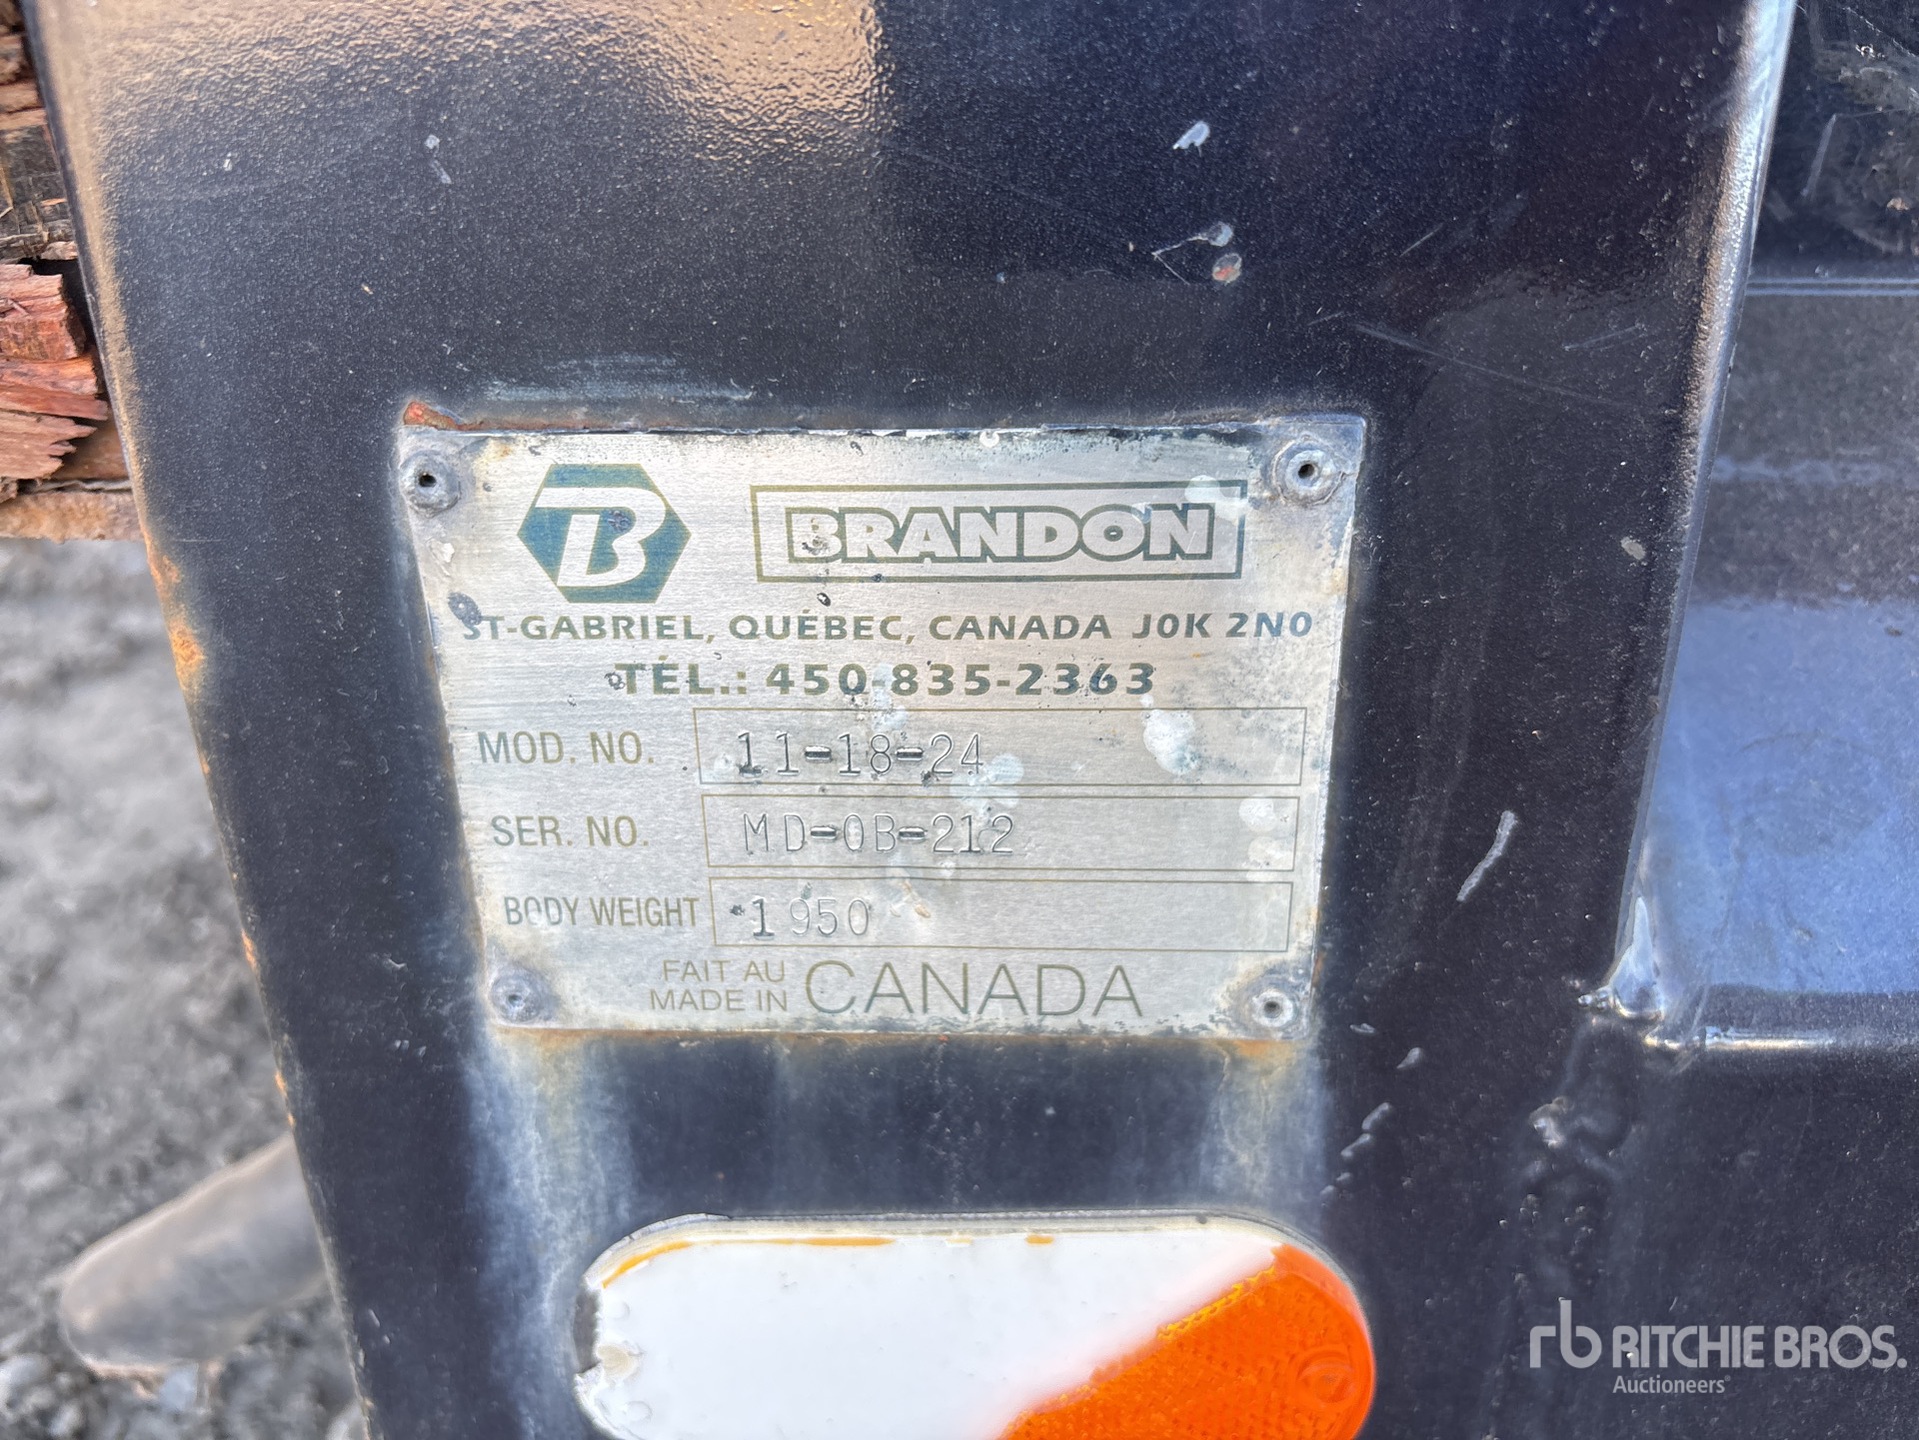 B BRANDON
ST-GABRIEL, QUÉBEC, CANADA J0K 2N0
TÉL.: 450-835-2363
MOD. NO. 11-18-24
SER. NO. MD-0B-212
BODY WEIGHT 1950
FAIT AU
MADE IN CANADA
rb RITCHIE BROS.
Auctioneers